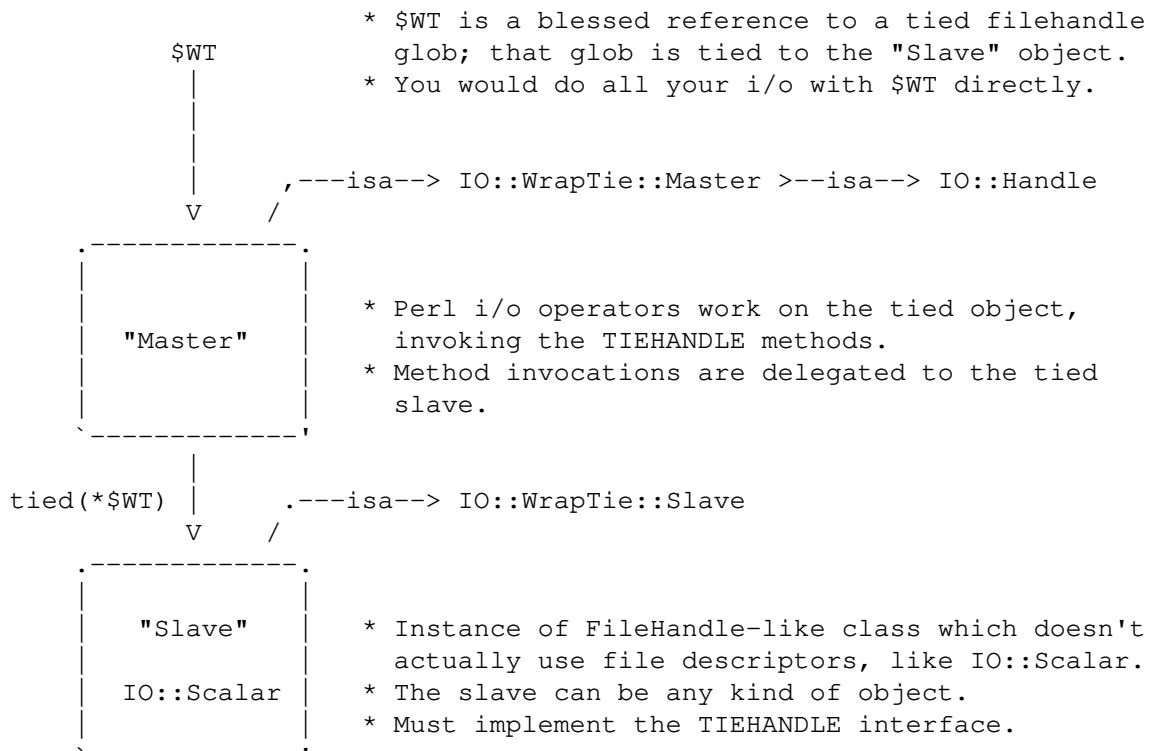 * $WT is a blessed reference to a tied filehandle
$WT glob; that glob is tied to the "Slave" object.
| * You would do all your i/o with $WT directly.
|
|
| ,---isa--> IO::WrapTie::Master >--isa--> IO::Handle
V /
.-------------.
| |
| | * Perl i/o operators work on the tied object,
| "Master" | invoking the TIEHANDLE methods.
| | * Method invocations are delegated to the tied
| | slave.
`-------------'
|
tied(*$WT) | .---isa--> IO::WrapTie::Slave
V /
.-------------.
| |
| "Slave" | * Instance of FileHandle-like class which doesn't
| | actually use file descriptors, like IO::Scalar.
| IO::Scalar | * The slave can be any kind of object.
| | * Must implement the TIEHANDLE interface.
`-------------'